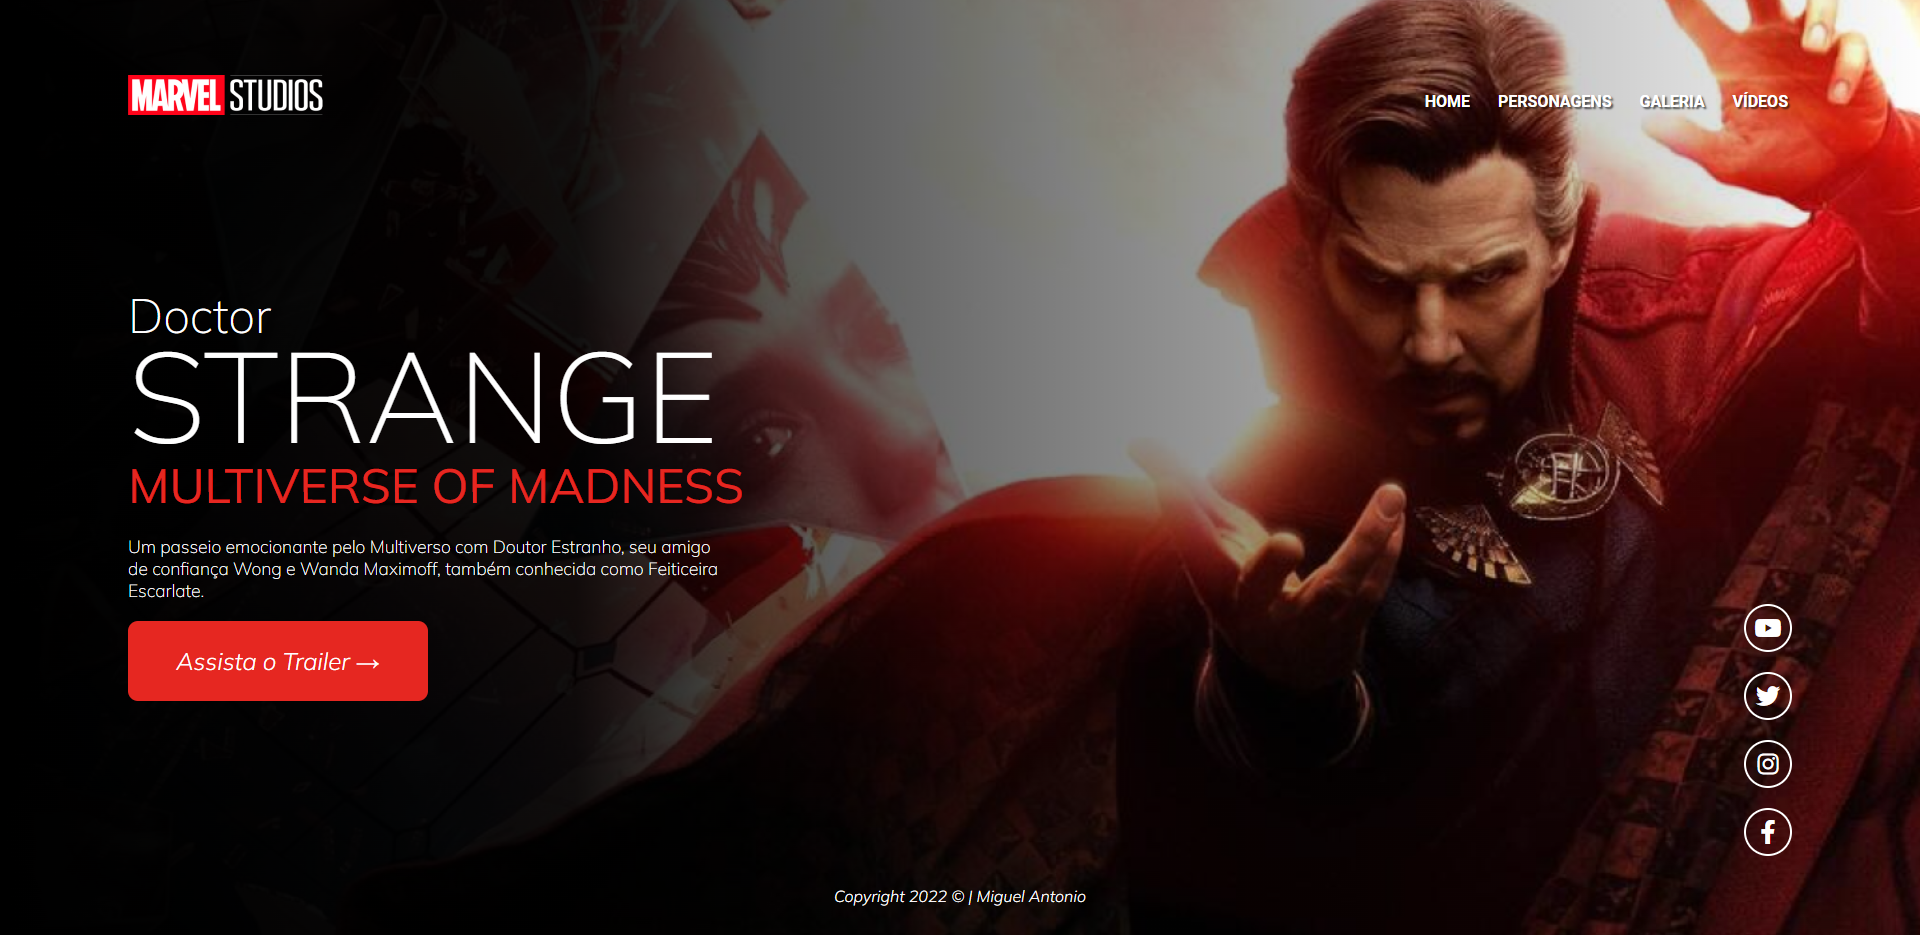 MARVEL STUDIOS
HOME PERSONAGENS GALERIA VÍDEOS
Doctor
STRANGE
MULTIVERSE OF MADNESS
Um passeio emocionante pelo Multiverso com Doutor Estranho, seu amigo
de confiança Wong e Wanda Maximoff, também conhecida como Feiticeira
Escarlate.
Assista o Trailer →
Copyright 2022 © | Miguel Antonio